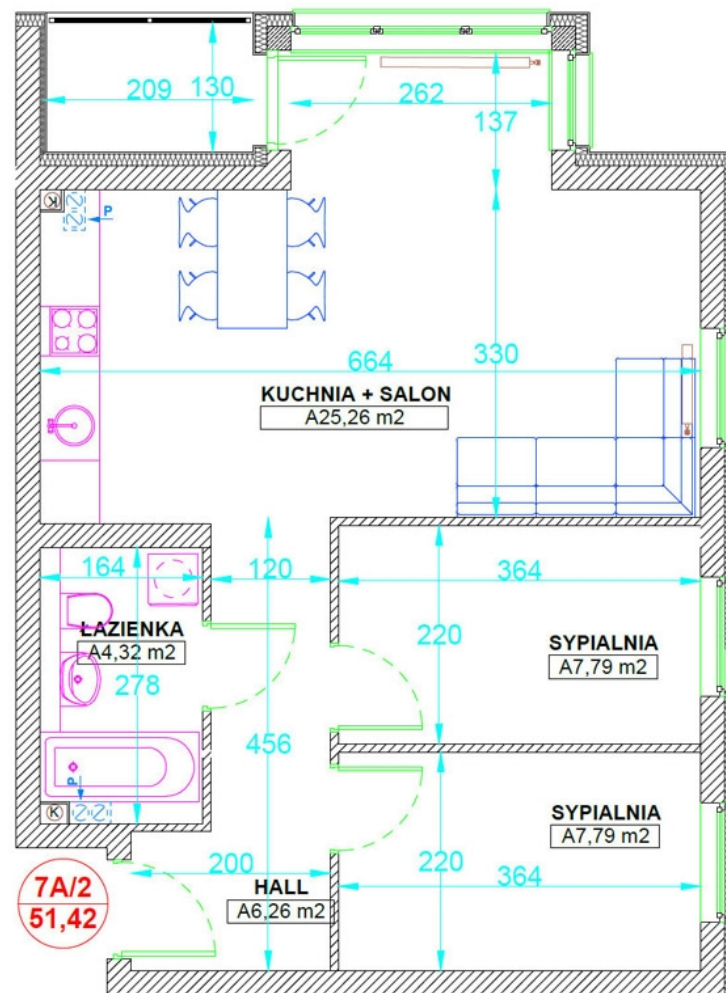 209
130
262
137
K
P
664
330
KUCHNIA + SALON
A25,26 m2
164
120
364
ŁAZIENKA
A4,32 m2
220
SYPIALNIA
A7,79 m2
278
456
P
K
SYPIALNIA
A7,79 m2
200
220
364
7A/2
51,42
HALL
A6,26 m2